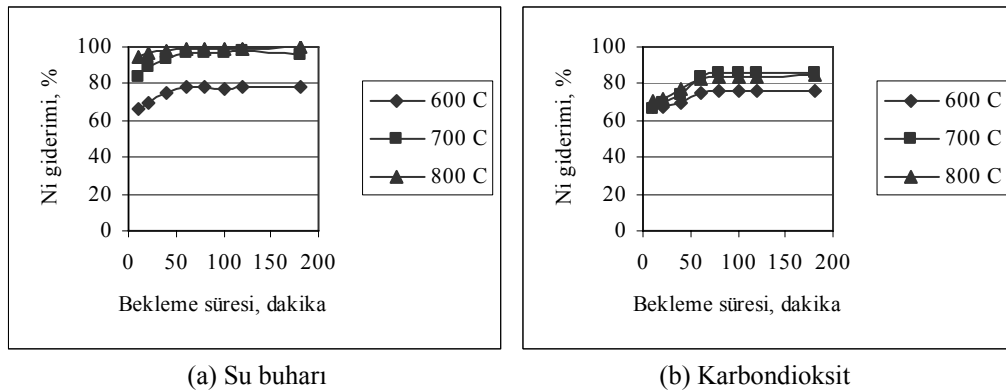 100
80
60
40
20
0
Ni giderimi, %
0 50 100 150 200
Bekleme süresi, dakika
600 C
700 C
800 C
(a) Su buharı
100
80
60
40
20
0
Ni giderimi, %
0 50 100 150 200
Bekleme süresi, dakika
600 C
700 C
800 C
(b) Karbondioksit